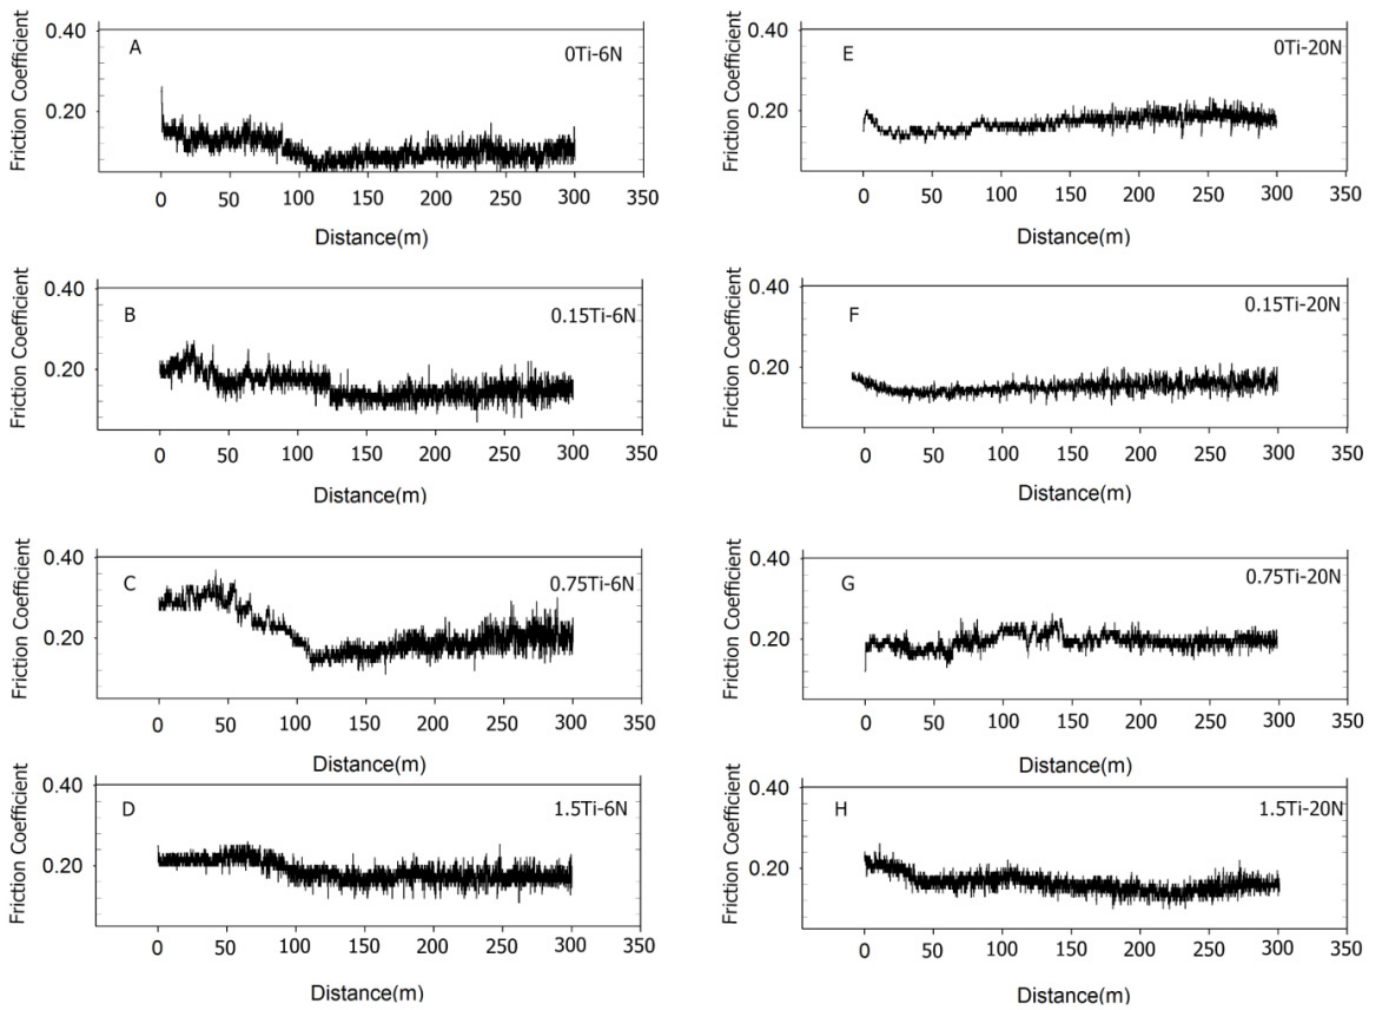 0.40
A
0Ti-6N
Friction Coefficient
0.20
0 50 100 150 200 250 300 350
Distance(m)
0.40
E
0Ti-20N
Friction Coefficient
0.20
0 50 100 150 200 250 300 350
Distance(m)
0.40
B
0.15Ti-6N
Friction Coefficient
0.20
0 50 100 150 200 250 300 350
Distance(m)
0.40
F
0.15Ti-20N
Friction Coefficient
0.20
0 50 100 150 200 250 300 350
Distance(m)
0.40
C
0.75Ti-6N
Friction Coefficient
0.20
0 50 100 150 200 250 300 350
Distance(m)
0.40
G
0.75Ti-20N
Friction Coefficient
0.20
0 50 100 150 200 250 300 350
Distance(m)
0.40
D
1.5Ti-6N
Friction Coefficient
0.20
0 50 100 150 200 250 300 350
Distance(m)
0.40
H
1.5Ti-20N
Friction Coefficient
0.20
0 50 100 150 200 250 300 350
Distance(m)